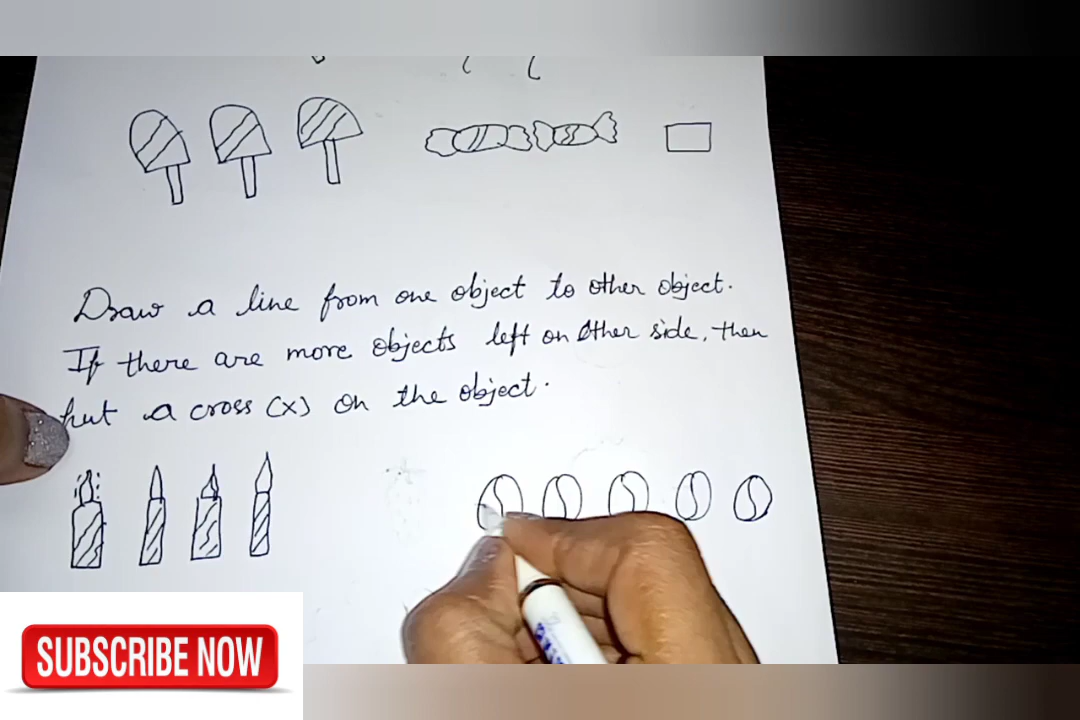 Draw a line from one object to other object.
If there are more objects left on other side, then
put a cross (x) on the object.
SUBSCRIBE NOW